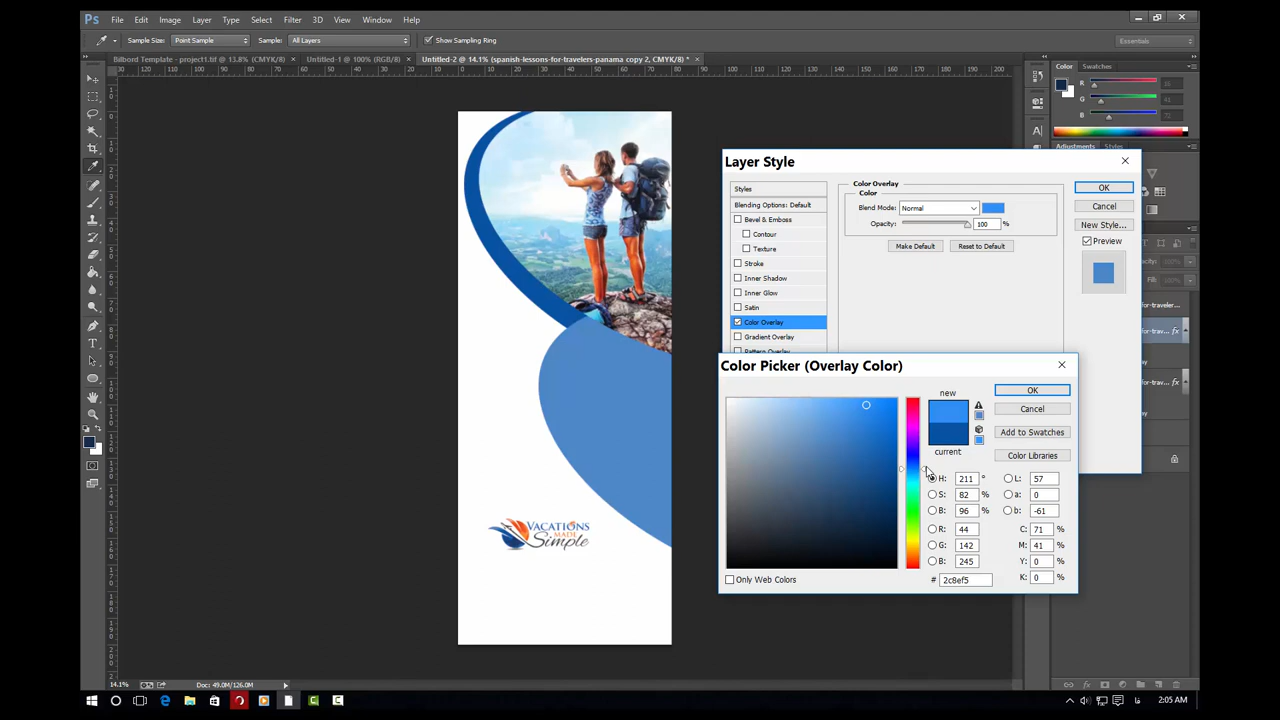 Ps File Edit Image Layer Type Select Filter 3D View Window Help
Sample Size: Point Sample Sample: All Layers Show Sampling Ring Essentials
Bilbord Template - project1.tif @ 13.8% (CMYK/8) × Untitled-1 @ 100% (RGB/8) × Untitled-2 @ 14.1% (spanish-lessons-for-travelers-panama copy 2, CMYK/8) * ×
Color Swatches
R
G
B
Adjustments Styles
Layer Style
Styles
Blending Options: Default
Bevel & Emboss
Contour
Texture
Stroke
Inner Shadow
Inner Glow
Satin
Color Overlay
Gradient Overlay
Pattern Overlay
Color Overlay
Color
Blend Mode: Normal
Opacity: 100 %
Make Default Reset to Default
OK
Cancel
New Style...
Preview
Color Picker (Overlay Color)
new
current
OK
Cancel
Add to Swatches
Color Libraries
H: 211 °
S: 82 %
B: 96 %
R: 44
G: 142
B: 245
# 2c8ef5
L: 57
a: 0
b: -61
C: 71 %
M: 41 %
Y: 0 %
K: 0 %
Only Web Colors
VACATIONS
MADE
Simple
14.1% Doc: 49.0M/126.0M
2:05 AM